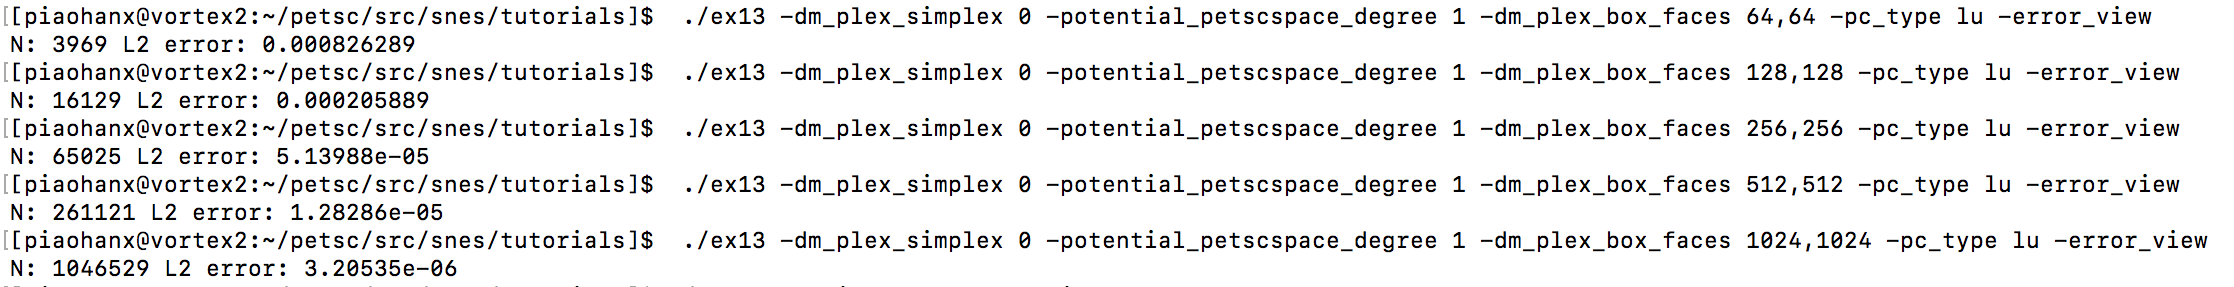 [[piaohanx@vortex2:~/petsc/src/snes/tutorials]$ ./ex13 -dm_plex_simplex 0 -potential_petscspace_degree 1 -dm_plex_box_faces 64,64 -pc_type lu -error_view
N: 3969 L2 error: 0.000826289
[[piaohanx@vortex2:~/petsc/src/snes/tutorials]$ ./ex13 -dm_plex_simplex 0 -potential_petscspace_degree 1 -dm_plex_box_faces 128,128 -pc_type lu -error_view
N: 16129 L2 error: 0.000205889
[[piaohanx@vortex2:~/petsc/src/snes/tutorials]$ ./ex13 -dm_plex_simplex 0 -potential_petscspace_degree 1 -dm_plex_box_faces 256,256 -pc_type lu -error_view
N: 65025 L2 error: 5.13988e-05
[[piaohanx@vortex2:~/petsc/src/snes/tutorials]$ ./ex13 -dm_plex_simplex 0 -potential_petscspace_degree 1 -dm_plex_box_faces 512,512 -pc_type lu -error_view
N: 261121 L2 error: 1.28286e-05
[[piaohanx@vortex2:~/petsc/src/snes/tutorials]$ ./ex13 -dm_plex_simplex 0 -potential_petscspace_degree 1 -dm_plex_box_faces 1024,1024 -pc_type lu -error_view
N: 1046529 L2 error: 3.20535e-06